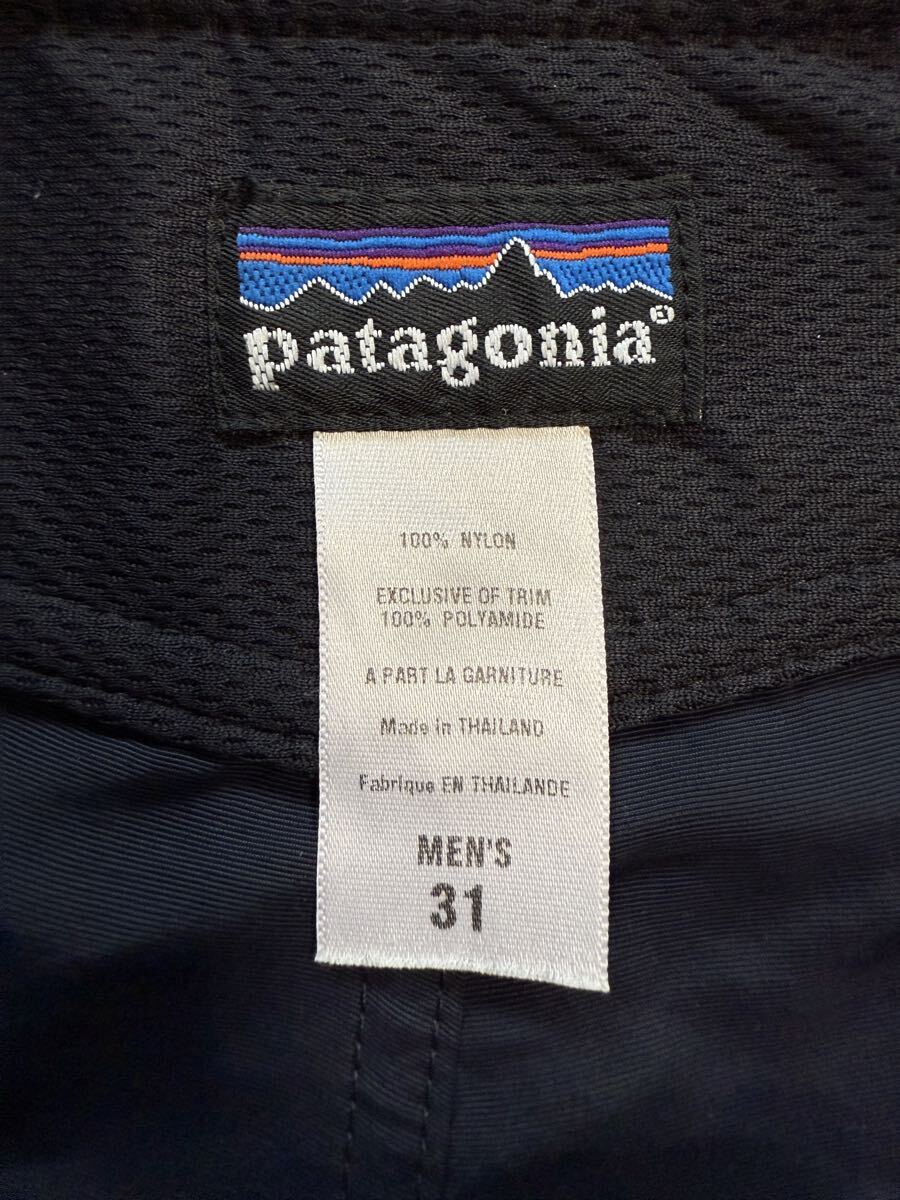 patagonia®
100% NYLON
EXCLUSIVE OF TRIM
100% POLYAMIDE
A PART LA GARNITURE
Made in THAILAND
Fabrique EN THAILANDE
MEN'S
31